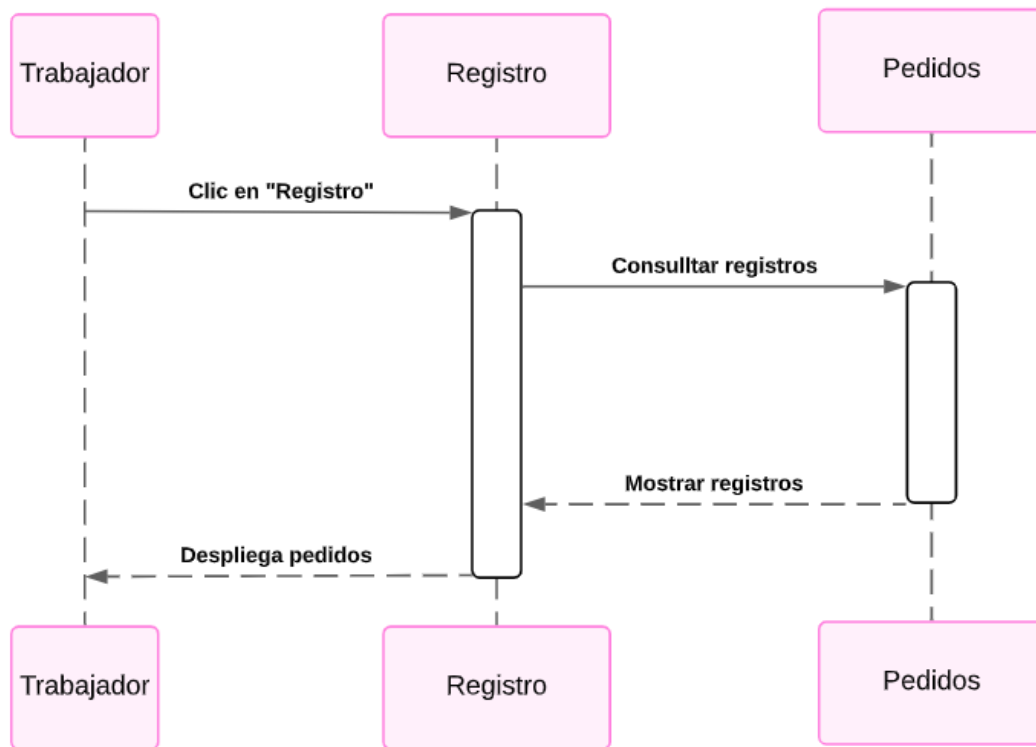 Trabajador
Registro
Pedidos
Clic en "Registro"
Consulltar registros
Mostrar registros
Despliega pedidos
Trabajador
Registro
Pedidos